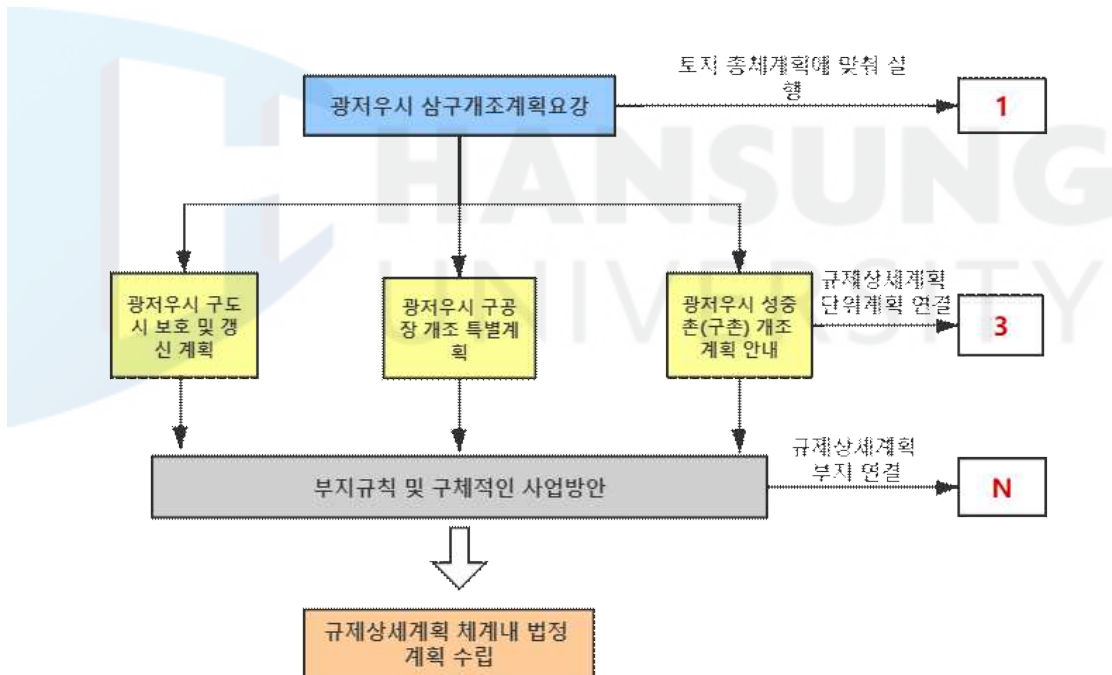 토지 총체계획에 맞춰 실
행
광저우시 삼구개조계획요강
1
HANSUNG
UNIVERSITY
광저우시 구도
시 보호 및 갱
신 계획
광저우시 구공
장 개조 특별계
획
광저우시 성중
촌(구촌) 개조
계획 안내
규제상세계획
단위계획 연결
3
규제상세계획
부지 연결
부지규칙 및 구체적인 사업방안
N
규제상세계획 체계내 법정
계획 수립